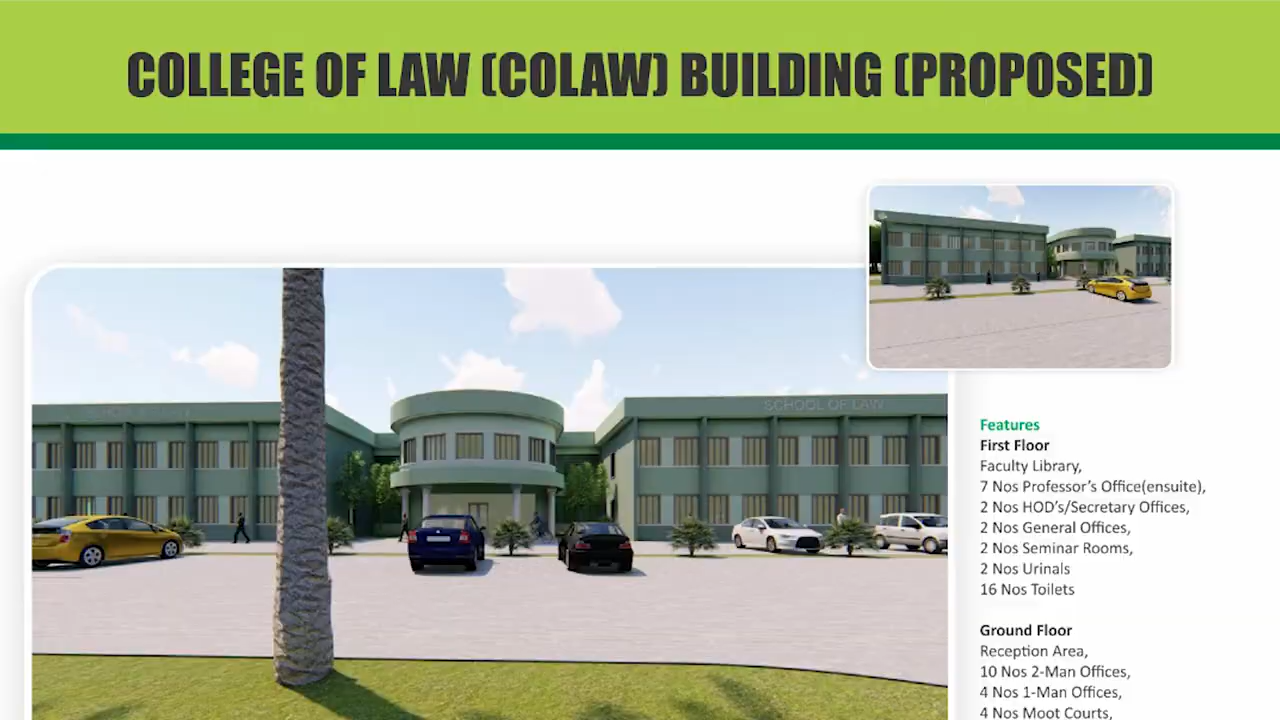 COLLEGE OF LAW (COLAW) BUILDING (PROPOSED)
SCHOOL OF LAW
Features
First Floor
Faculty Library,
7 Nos Professor's Office(ensuite),
2 Nos HOD's/Secretary Offices,
2 Nos General Offices,
2 Nos Seminar Rooms,
2 Nos Urinals
16 Nos Toilets
Ground Floor
Reception Area,
10 Nos 2-Man Offices,
4 Nos 1-Man Offices,
4 Nos Moot Courts,